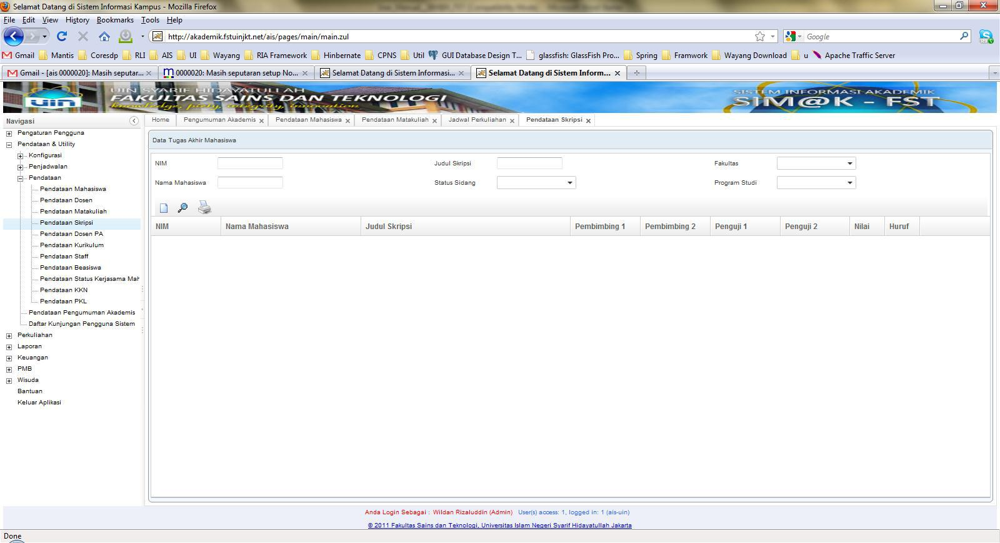 Selamat Datang di Sistem Informasi Kampus - Mozilla Firefox
File Edit View History Bookmarks Tools Help
http://akademik.fstuinjkt.net/ais/pages/main/main.zul
Google
Gmail Mantis Coresdp RLI AIS UI Wayang RIA Framework Hinbernate CPNS Util GUI Database Design T... glassfish: GlassFish Pro... Spring Framwork Wayang Download u Apache Traffic Server
Gmail - [ais 0000020]: Masih seputar... 0000020: Masih seputaran setup No... Selamat Datang di Sistem Informasi... Selamat Datang di Sistem Inform...
uin
UIN SYARIF HIDAYATULLAH
FAKULTAS SAINS DAN TEKNOLOGI
knowledge, piety, integrity, innovation
SISTEM INFORMASI AKADEMIK
SIM@K - FST
Navigasi
Pengaturan Pengguna
Pendataan & Utility
Konfigurasi
Penjadwalan
Pendataan
Pendataan Mahasiswa
Pendataan Dosen
Pendataan Matakuliah
Pendataan Skripsi
Pendataan Dosen PA
Pendataan Kurikulum
Pendataan Staff
Pendataan Beasiswa
Pendataan Status Kerjasama Mah
Pendataan KKN
Pendataan PKL
Pendataan Pengumuman Akademis
Daftar Kunjungan Pengguna Sistem
Perkuliahan
Laporan
Keuangan
PMB
Wisuda
Bantuan
Keluar Aplikasi
Home Pengumuman Akademis Pendataan Mahasiswa Pendataan Matakuliah Jadwal Perkuliahan Pendataan Skripsi
Data Tugas Akhir Mahasiswa
NIM Judul Skripsi Fakultas
Nama Mahasiswa Status Sidang Program Studi
NIM Nama Mahasiswa Judul Skripsi Pembimbing 1 Pembimbing 2 Penguji 1 Penguji 2 Nilai Huruf
Anda Login Sebagai : Wildan Rizaluddin (Admin) User(s) access: 1, logged in: 1 (ais-uin)
© 2011 Fakultas Sains dan Teknologi, Universitas Islam Negeri Syarif Hidayatullah Jakarta
Done